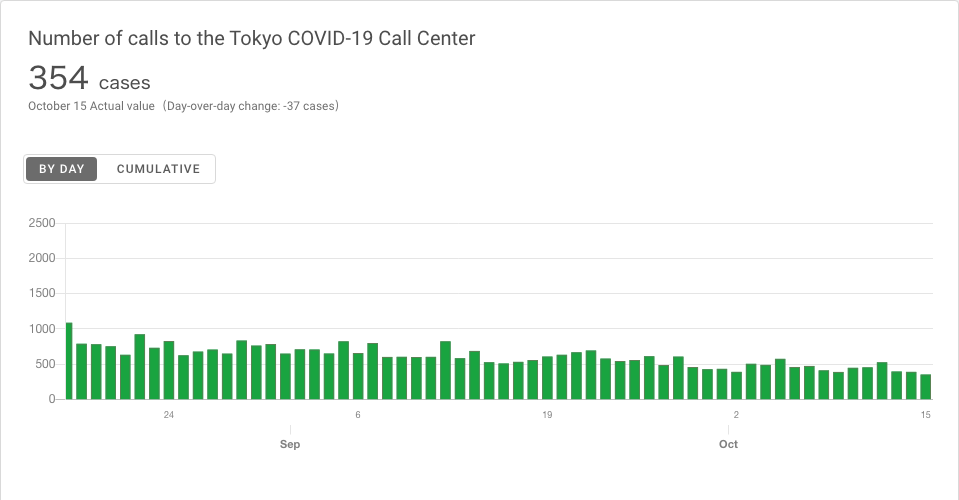 Number of calls to the Tokyo COVID-19 Call Center
354 cases
October 15 Actual value（Day-over-day change: -37 cases）
BY DAY CUMULATIVE
2500
2000
1500
1000
500
0
24 6 19 2 15
Sep Oct